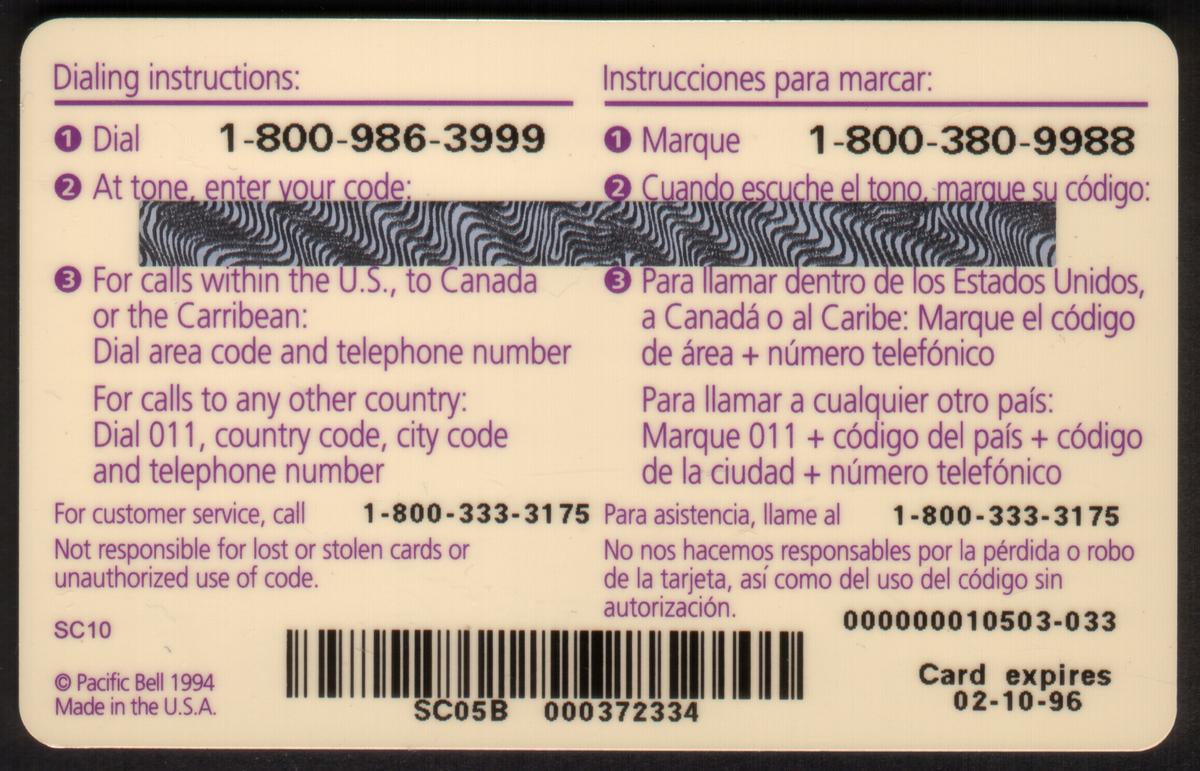 Dialing instructions:
1 Dial 1-800-986-3999
2 At tone, enter your code:
3 For calls within the U.S., to Canada
or the Carribean:
Dial area code and telephone number
For calls to any other country:
Dial 011, country code, city code
and telephone number
For customer service, call 1-800-333-3175
Not responsible for lost or stolen cards or
unauthorized use of code.
SC10
© Pacific Bell 1994
Made in the U.S.A.
Instrucciones para marcar:
1 Marque 1-800-380-9988
2 Cuando escuche el tono, marque su código:
3 Para llamar dentro de los Estados Unidos,
a Canadá o al Caribe: Marque el código
de área + número telefónico
Para llamar a cualquier otro país:
Marque 011 + código del país + código
de la ciudad + número telefónico
Para asistencia, llame al 1-800-333-3175
No nos hacemos responsables por la pérdida o robo
de la tarjeta, así como del uso del código sin
autorización.
000000010503-033
SC05B 000372334
Card expires
02-10-96